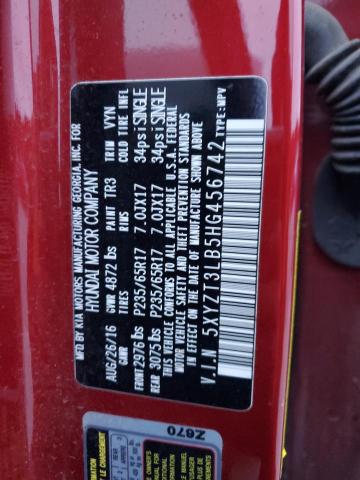 MFD. BY KIA MOTORS MANUFACTURING GEORGIA, INC. FOR
HYUNDAI MOTOR COMPANY
AUG/26/16 GVWR 4872 lbs PAINT TR3 TRIM VYN
GAWR TIRES RIMS COLD TIRE INFL
FRONT 2976 lbs P235/65R17 7.0JX17 34psi SINGLE
REAR 3075 lbs P235/65R17 7.0JX17 34psi SINGLE
THIS VEHICLE CONFORMS TO ALL APPLICABLE U.S.A. FEDERAL
MOTOR VEHICLE SAFETY AND THEFT PREVENTION STANDARDS
IN EFFECT ON THE DATE OF MANUFACTURE SHOWN ABOVE.
V.I.N 5XYZT3LB5HG456742 TYPE:MPV
Z670